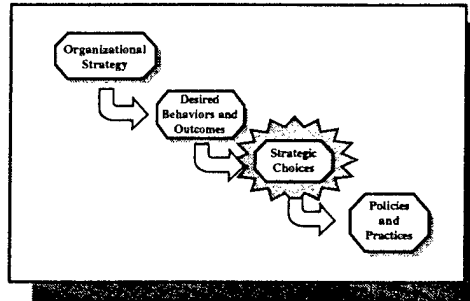 Organizational
Strategy
Desired
Behaviors and
Outcomes
Strategic
Choices
Policies
and
Practices